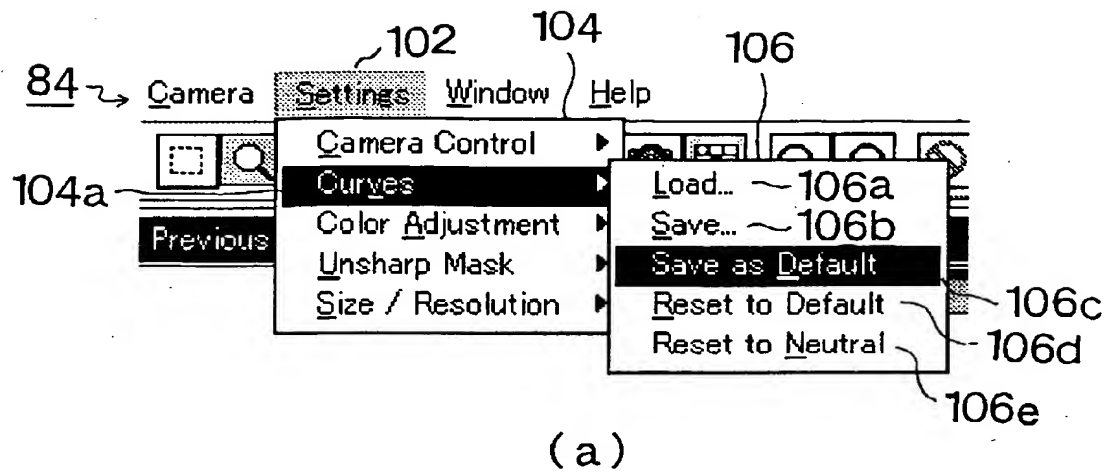 102 104 106
84 Camera Settings Window Help
Camera Control
104a Curves Load... 106a
Previous Color Adjustment Save... 106b
Unsharp Mask Save as Default 106c
Size / Resolution Reset to Default 106d
Reset to Neutral 106e
(a)